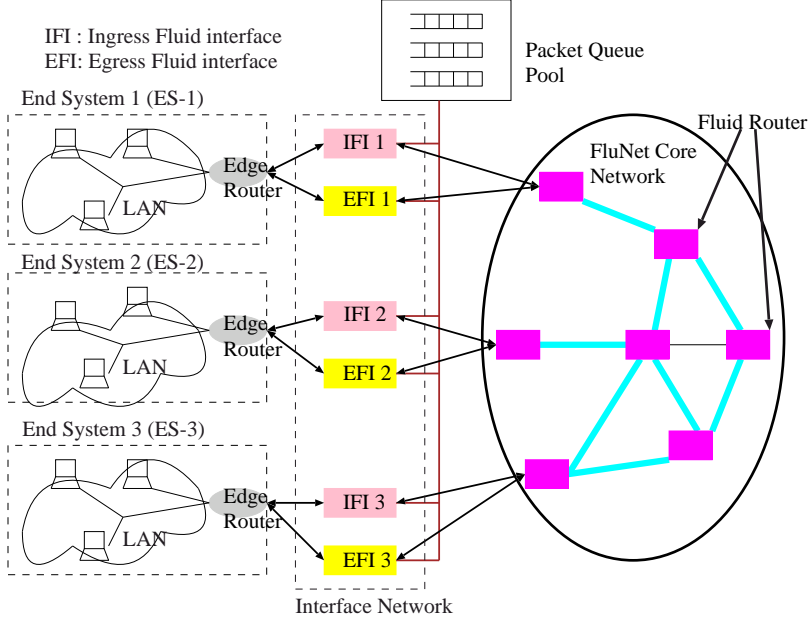 IFI : Ingress Fluid interface
EFI: Egress Fluid interface
Packet Queue
Pool
End System 1 (ES-1)
LAN
Edge
Router
IFI 1
EFI 1
Fluid Router
FluNet Core
Network
End System 2 (ES-2)
LAN
Edge
Router
IFI 2
EFI 2
End System 3 (ES-3)
LAN
Edge
Router
IFI 3
EFI 3
Interface Network